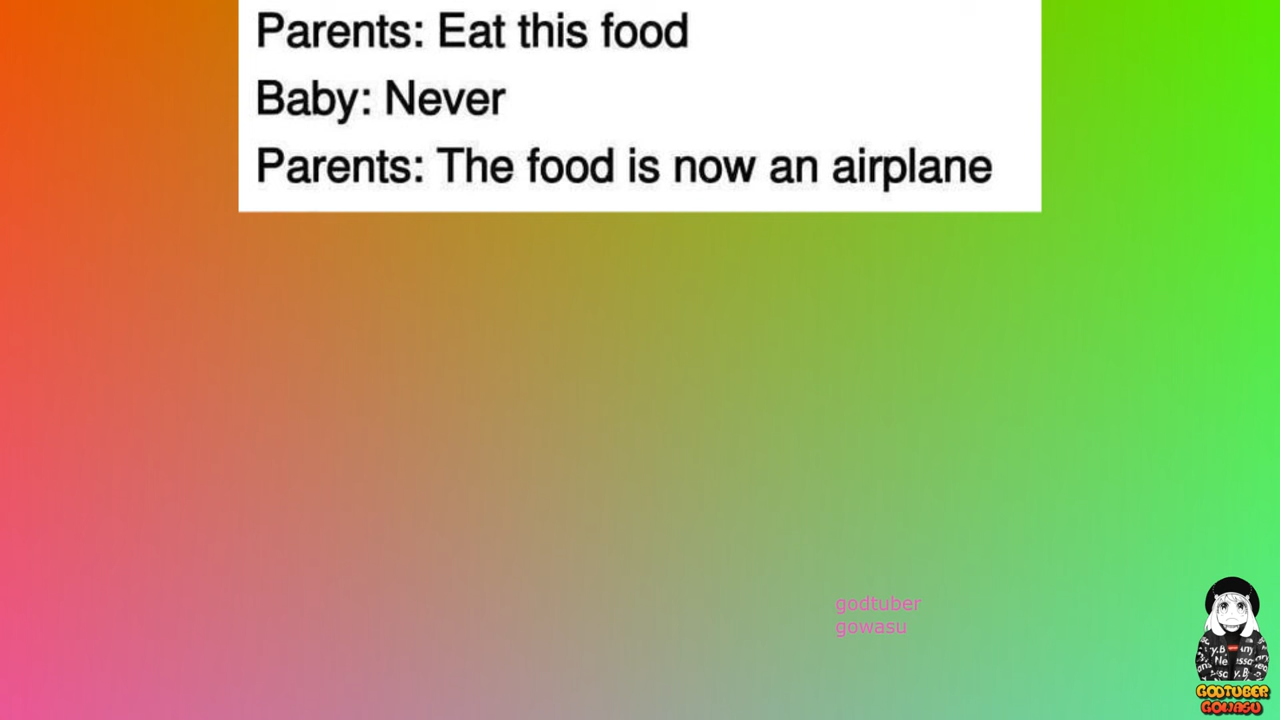 Parents: Eat this food
Baby: Never
Parents: The food is now an airplane
godtuber
gowasu
GODTUBER
GOWASU